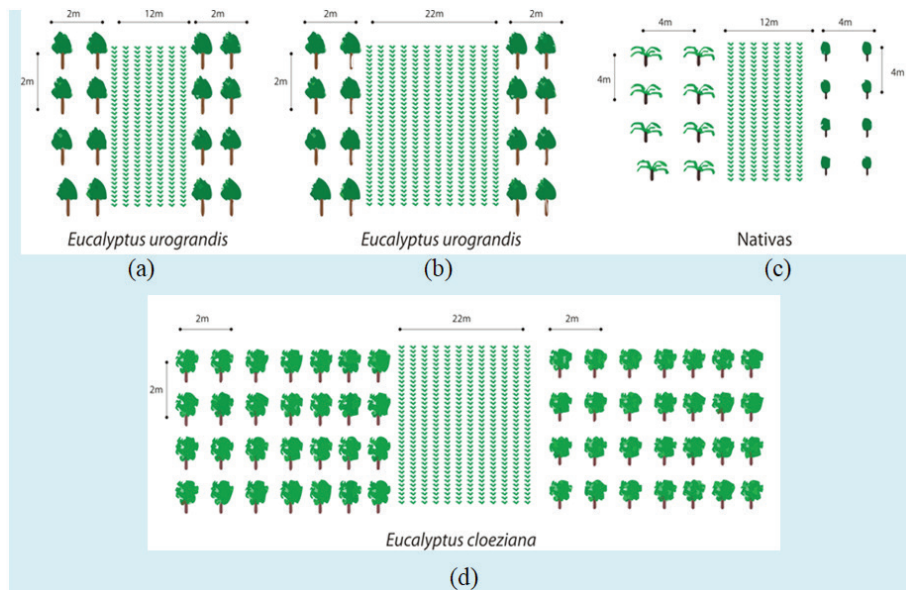 2m 12m 2m
2m
Eucalyptus urograndis
(a)
2m 22m 2m
2m
Eucalyptus urograndis
(b)
4m 12m 4m
4m 4m
Nativas
(c)
2m 22m 2m
2m
Eucalyptus cloeziana
(d)